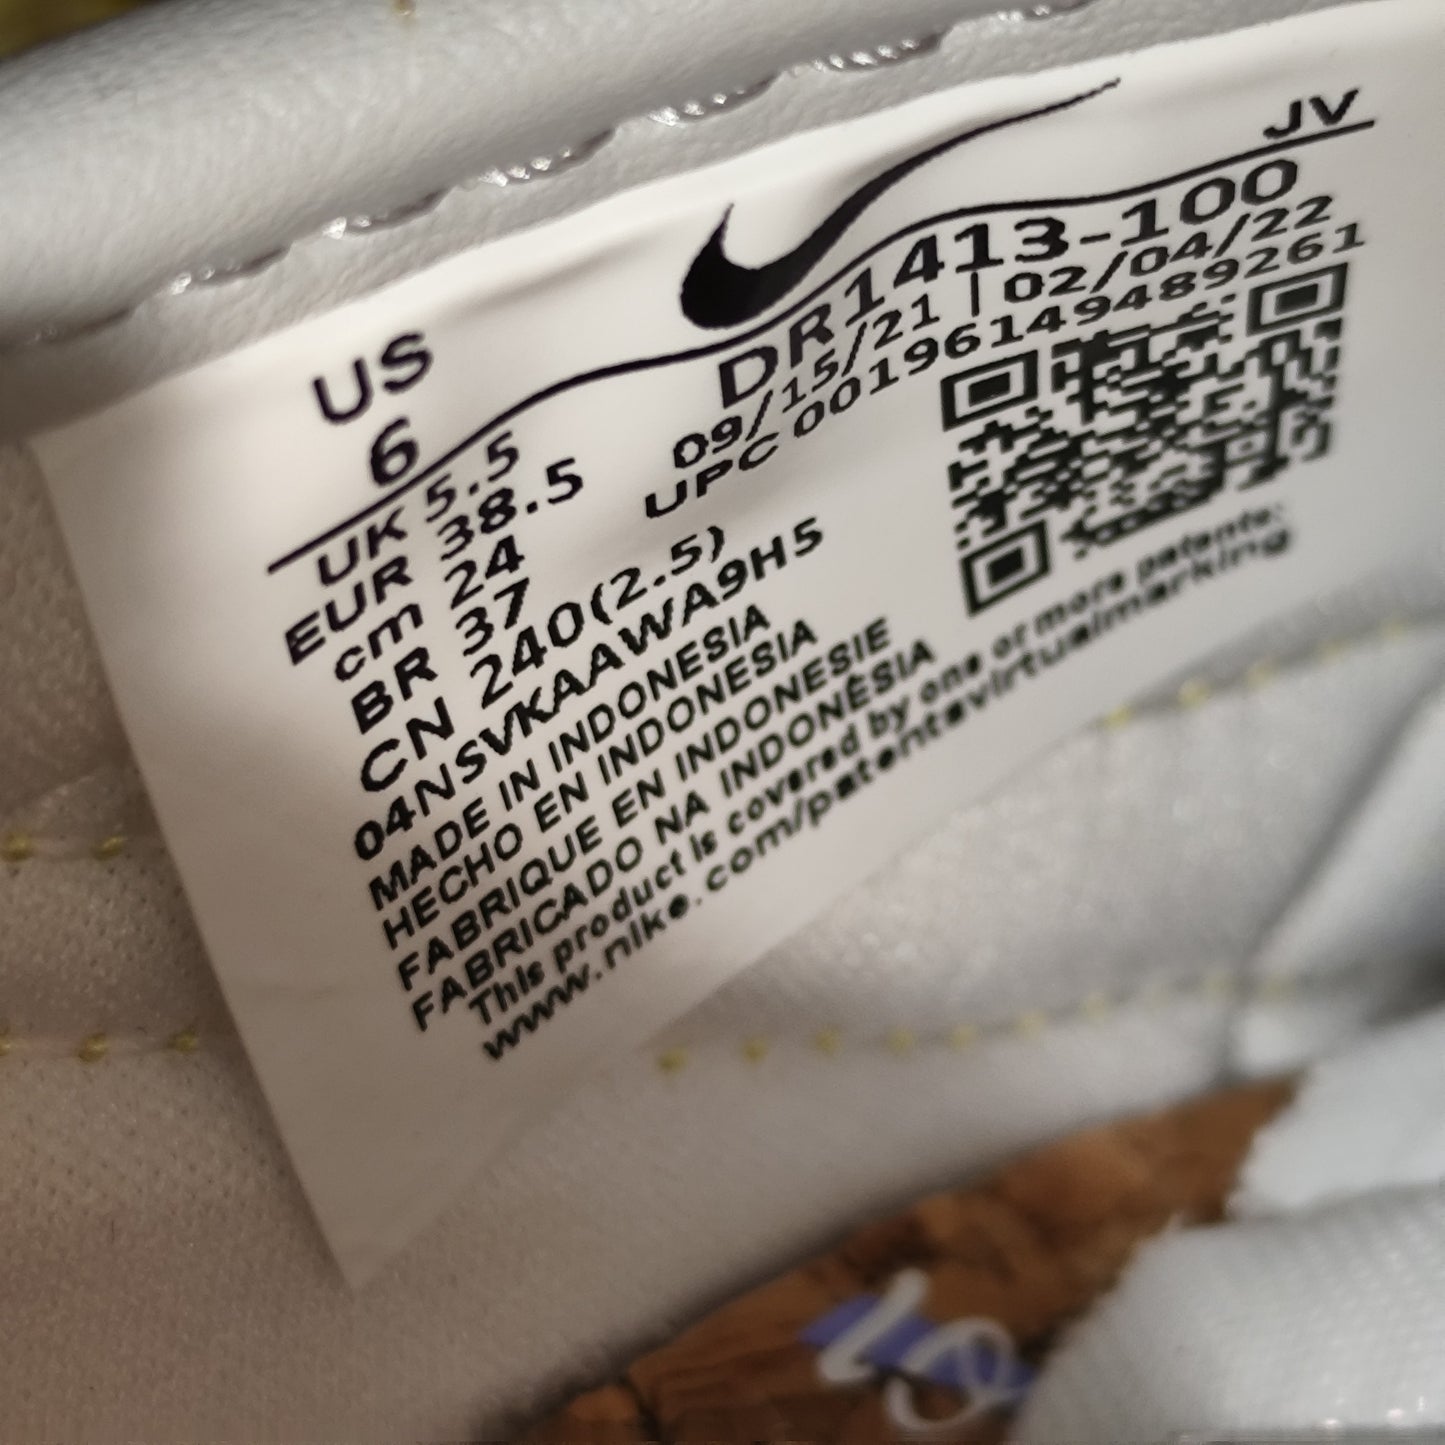 JV
US
6
DR1413-100
09/15/21 | 02/04/22
UPC 00196149489261
UK 5.5
EUR 38.5
cm 24
BR 37
CN 240(2.5)
04NSVKAAWA9H5
MADE IN INDONESIA
HECHO EN INDONESIA
FABRIQUE EN INDONESIE
FABRICADO NA INDONÉSIA
This product is covered by one or more patents:
www.nike.com/patentsvirtualmarking